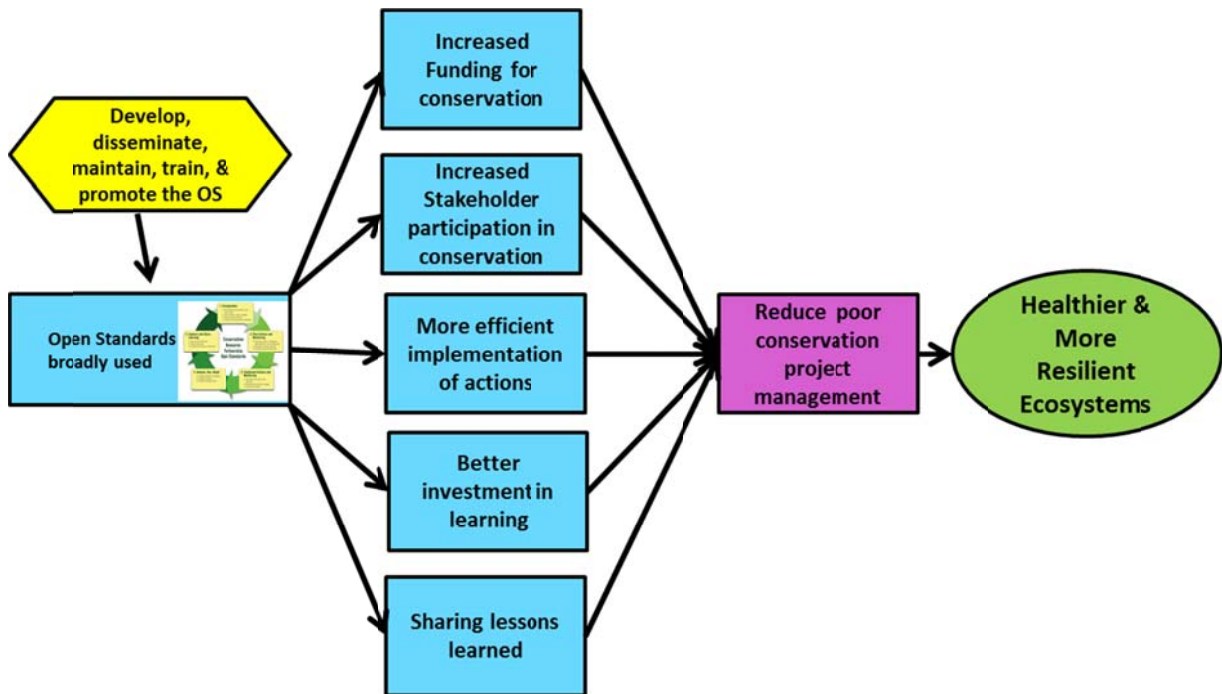 Develop,
disseminate,
maintain, train, &
promote the OS
Open Standards
broadly used
Increased
Funding for
conservation
Increased
Stakeholder
participation in
conservation
More efficient
implementation
of actions
Better
investment in
learning
Sharing lessons
learned
Reduce poor
conservation
project
management
Healthier &
More
Resilient
Ecosystems